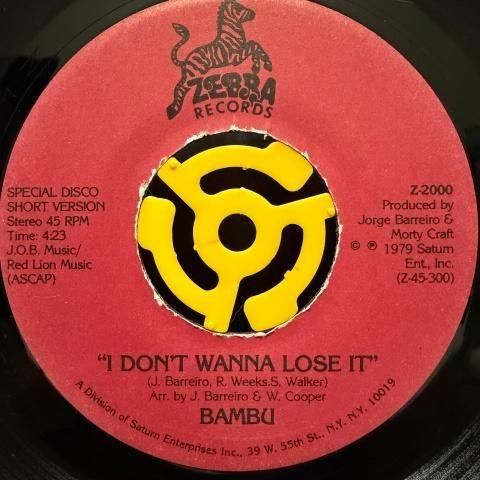 ZEBRA
RECORDS
SPECIAL DISCO
SHORT VERSION
Stereo 45 RPM
Time: 4:23
J.O.B. Music/
Red Lion Music
(ASCAP)
Z-2000
Produced by
Jorge Barreiro &
Morty Craft
© ℗ 1979 Saturn
Ent., Inc.
(Z-45-300)
"I DON'T WANNA LOSE IT"
(J. Barreiro, R. Weeks.S. Walker)
Arr. by J. Barreiro & W. Cooper
BAMBU
A Division of Saturn Enterprises Inc., 39 W. 55th St., N.Y. N.Y. 10019